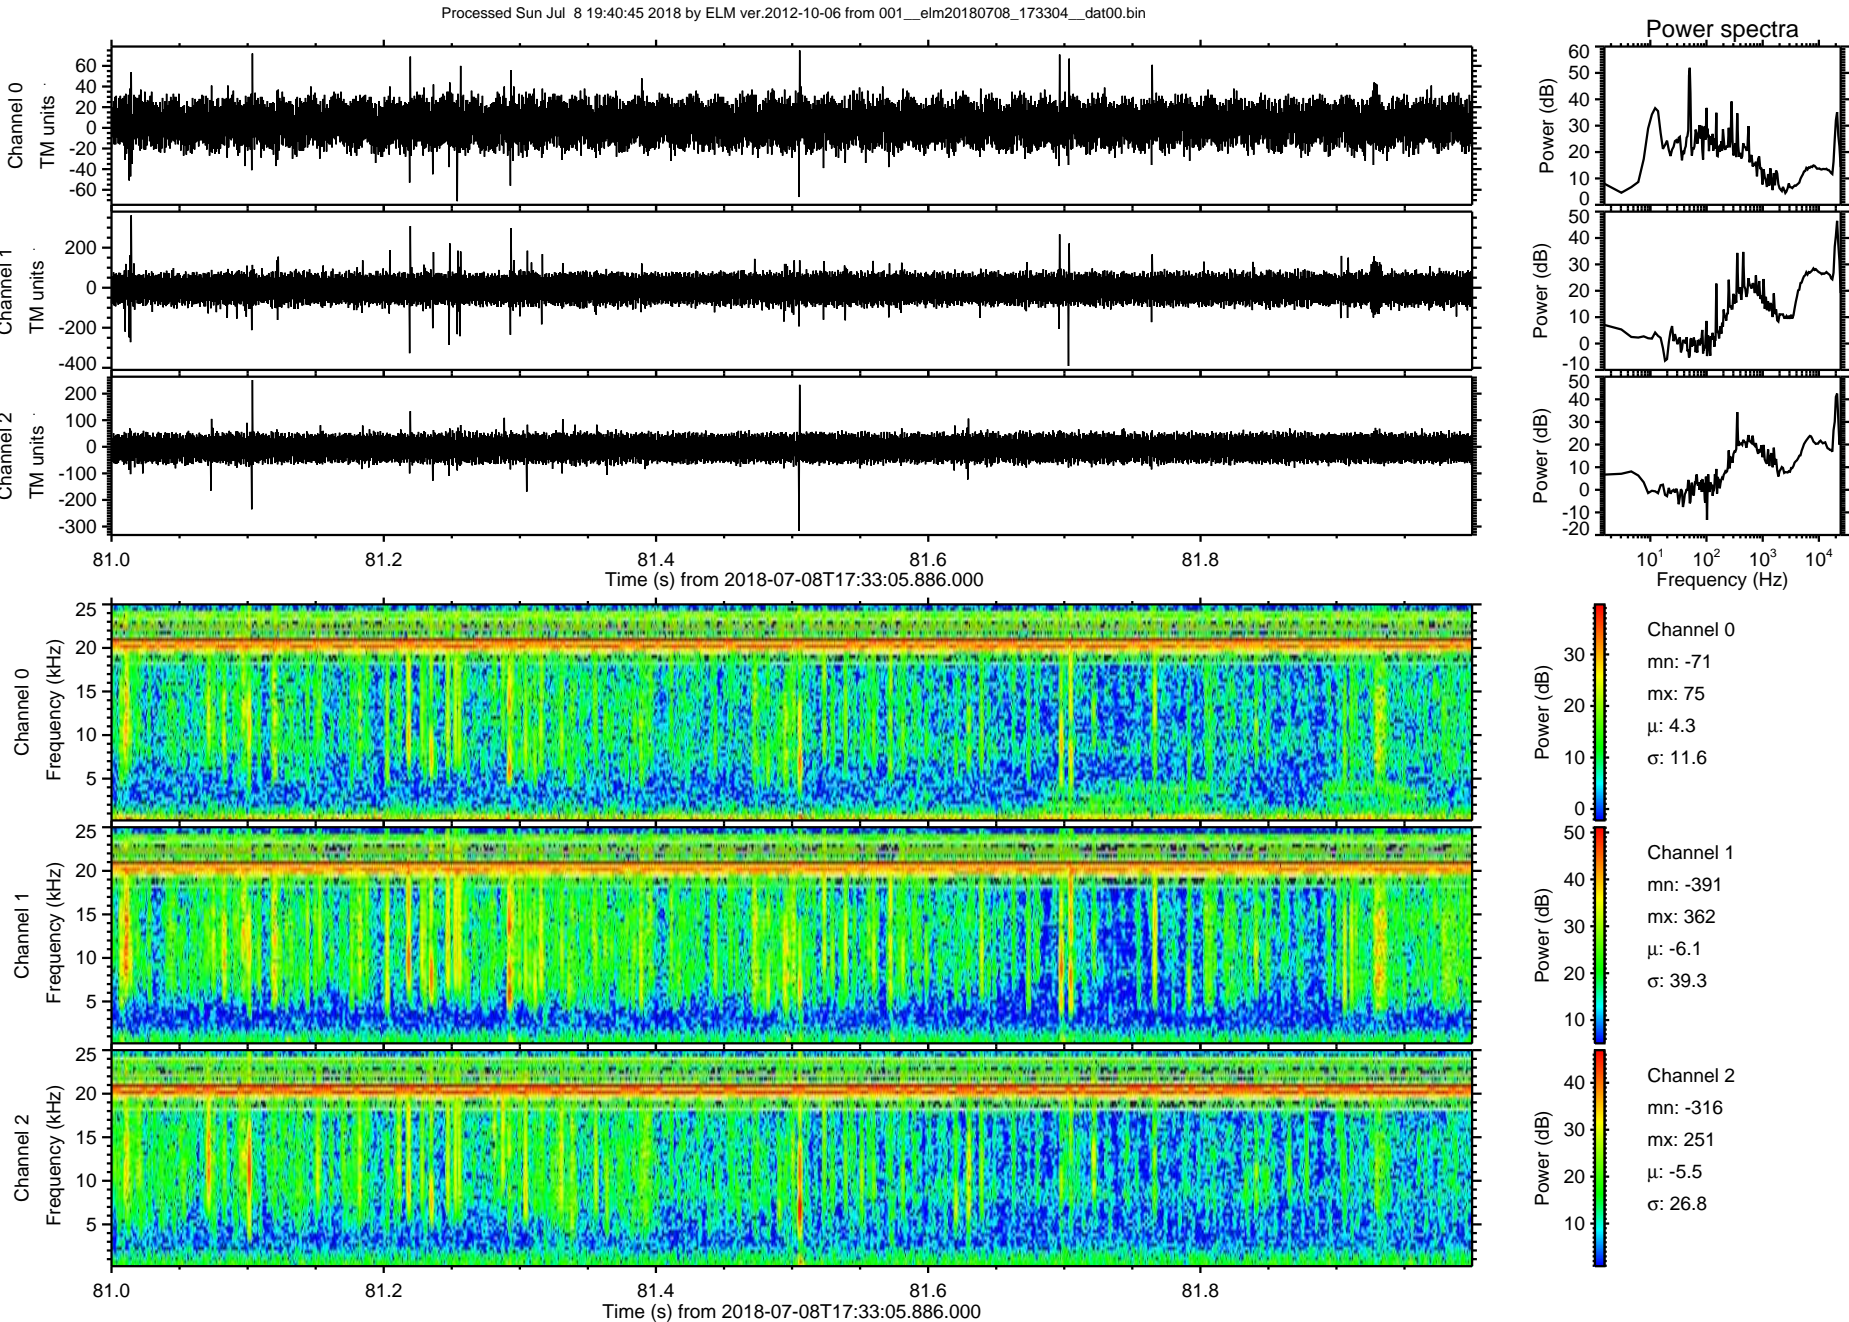 Processed Sun Jul  8 19:40:45 2018 by ELM ver.2012-10-06 from 001__elm20180708_173304__dat00.bin
Power spectra
Channel 0
TM units
60
40
20
0
-20
-40
-60
Power (dB)
60
50
40
30
20
10
0
Channel 1
TM units
200
0
-200
-400
Power (dB)
50
40
30
20
10
0
-10
Channel 2
TM units
200
100
0
-100
-200
-300
Power (dB)
50
40
30
20
10
0
-10
-20
81.0 81.2 81.4 81.6 81.8
Time (s) from 2018-07-08T17:33:05.886.000
10^1 10^2 10^3 10^4
Frequency (Hz)
Channel 0
Frequency (kHz)
25
20
15
10
5
Power (dB)
30
20
10
0
Channel 0
mn: -71
mx: 75
μ: 4.3
σ: 11.6
Channel 1
Frequency (kHz)
25
20
15
10
5
Power (dB)
50
40
30
20
10
Channel 1
mn: -391
mx: 362
μ: -6.1
σ: 39.3
Channel 2
Frequency (kHz)
25
20
15
10
5
Power (dB)
40
30
20
10
Channel 2
mn: -316
mx: 251
μ: -5.5
σ: 26.8
81.0 81.2 81.4 81.6 81.8
Time (s) from 2018-07-08T17:33:05.886.000